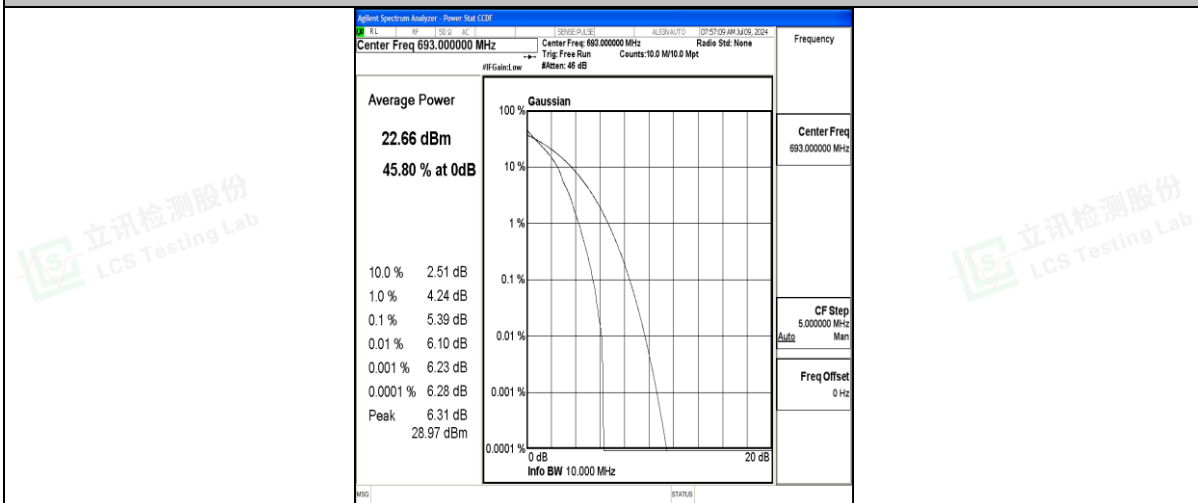 Agilent Spectrum Analyzer - Power Stat CCDF
RL RF 50 Ω AC SENSE:PULSE ALIGN AUTO 07:57:09 AM Jul 09, 2024
Center Freq 693.000000 MHz
Center Freq: 693.000000 MHz Radio Std: None
Trig: Free Run Counts:10.0 M/10.0 Mpt
#IFGain:Low #Atten: 46 dB
Frequency
Average Power
22.66 dBm
45.80 % at 0dB
10.0 % 2.51 dB
1.0 % 4.24 dB
0.1 % 5.39 dB
0.01 % 6.10 dB
0.001 % 6.23 dB
0.0001 % 6.28 dB
Peak 6.31 dB
28.97 dBm
Gaussian
100 %
10 %
1 %
0.1 %
0.01 %
0.001 %
0.0001 %
0 dB 20 dB
Info BW 10.000 MHz
Center Freq
693.000000 MHz
CF Step
5.000000 MHz
Auto Man
Freq Offset
0 Hz
MSG STATUS
立讯检测股份
LCS Testing Lab
立讯检测股份
LCS Testing Lab